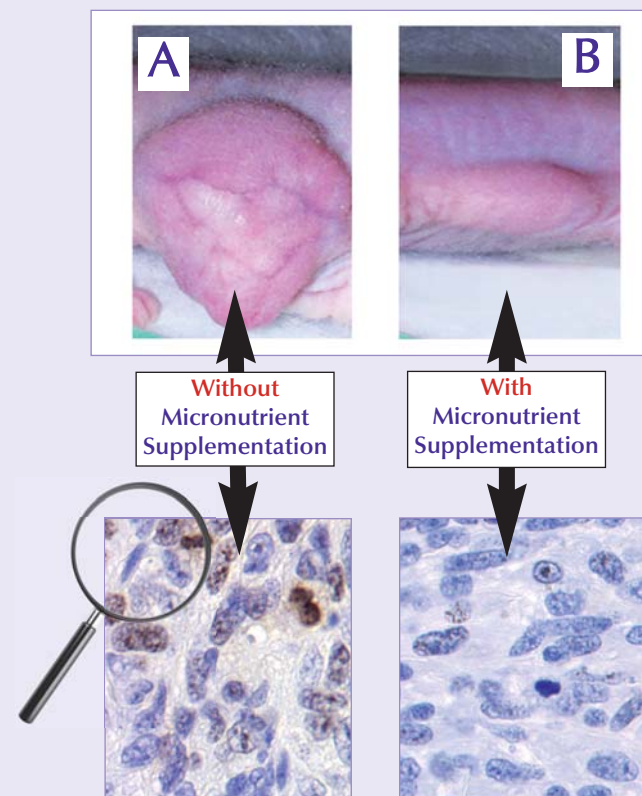 A
B
Without
Micronutrient
Supplementation
With
Micronutrient
Supplementation